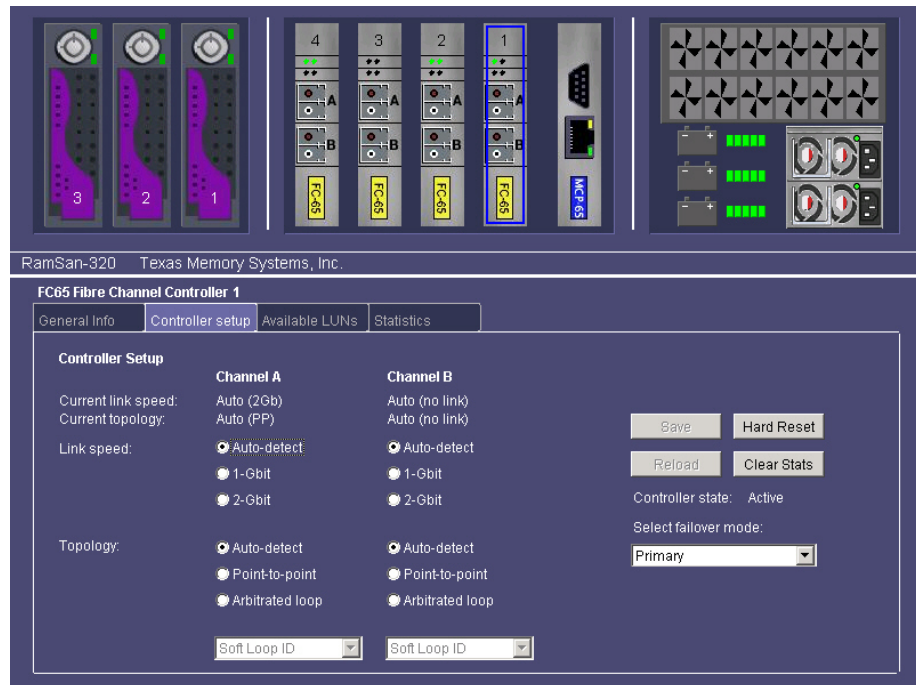 4 3 2 1
A A A A
B B B B
3 2 1
FC-65 FC-65 FC-65 FC-65 MCP-65
RamSan-320 Texas Memory Systems, Inc.
FC65 Fibre Channel Controller 1
General Info Controller setup Available LUNs Statistics
Controller Setup
Channel A Channel B
Current link speed: Auto (2Gb) Auto (no link)
Current topology: Auto (PP) Auto (no link)
Save Hard Reset
Link speed: Auto-detect Auto-detect
Reload Clear Stats
1-Gbit 1-Gbit
2-Gbit 2-Gbit
Controller state: Active
Select failover mode:
Topology: Auto-detect Auto-detect
Primary
Point-to-point Point-to-point
Arbitrated loop Arbitrated loop
Soft Loop ID Soft Loop ID